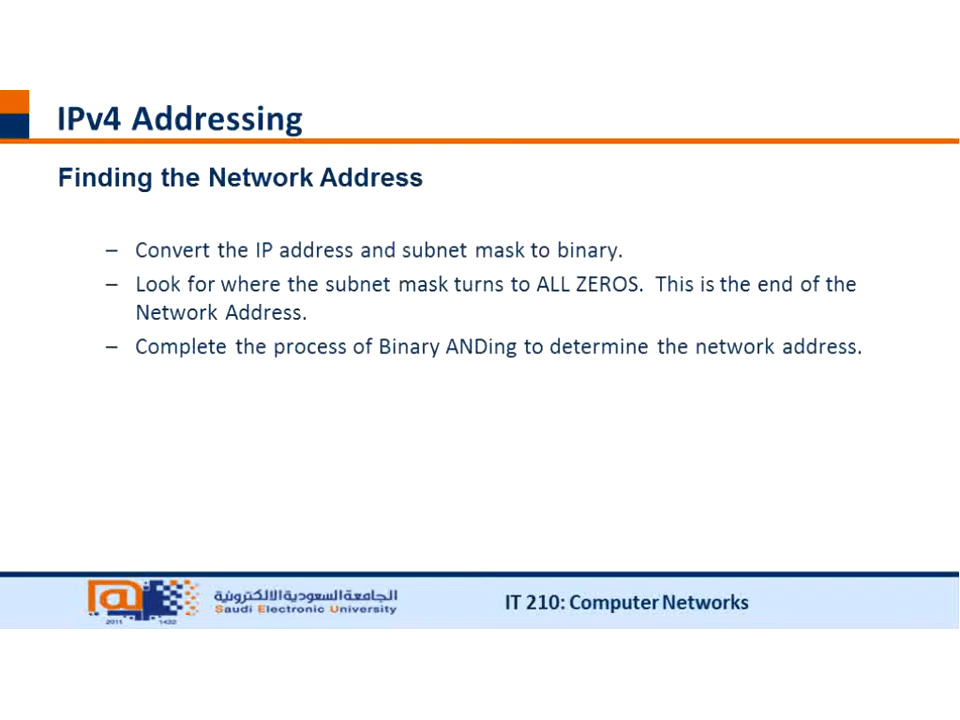 IPv4 Addressing
Finding the Network Address
– Convert the IP address and subnet mask to binary.
– Look for where the subnet mask turns to ALL ZEROS.  This is the end of the
Network Address.
– Complete the process of Binary ANDing to determine the network address.
الجامعة السعودية الالكترونية
Saudi Electronic University
2011 1432
IT 210: Computer Networks